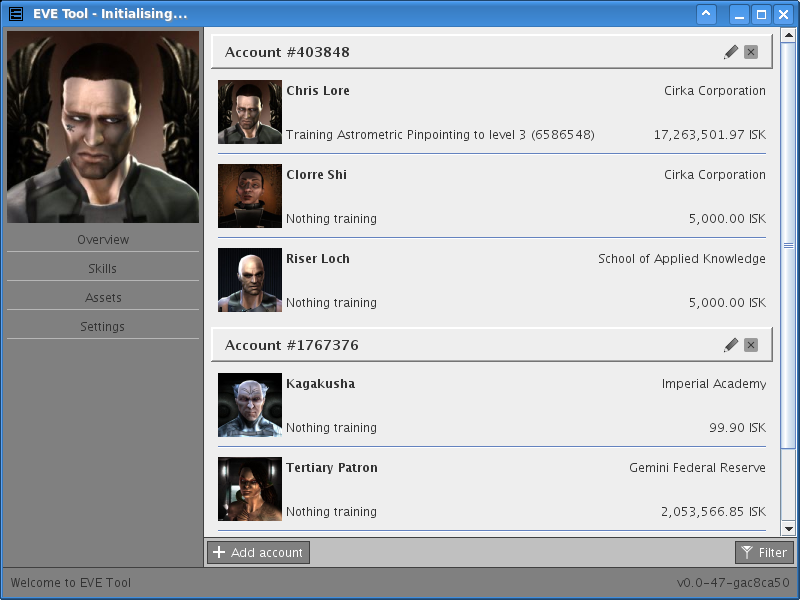 EVE Tool - Initialising...
Overview
Skills
Assets
Settings
Account #403848
Chris Lore Cirka Corporation
Training Astrometric Pinpointing to level 3 (6586548) 17,263,501.97 ISK
Clorre Shi Cirka Corporation
Nothing training 5,000.00 ISK
Riser Loch School of Applied Knowledge
Nothing training 5,000.00 ISK
Account #1767376
Kagakusha Imperial Academy
Nothing training 99.90 ISK
Tertiary Patron Gemini Federal Reserve
Nothing training 2,053,566.85 ISK
Add account Filter
Welcome to EVE Tool v0.0-47-gac8ca50